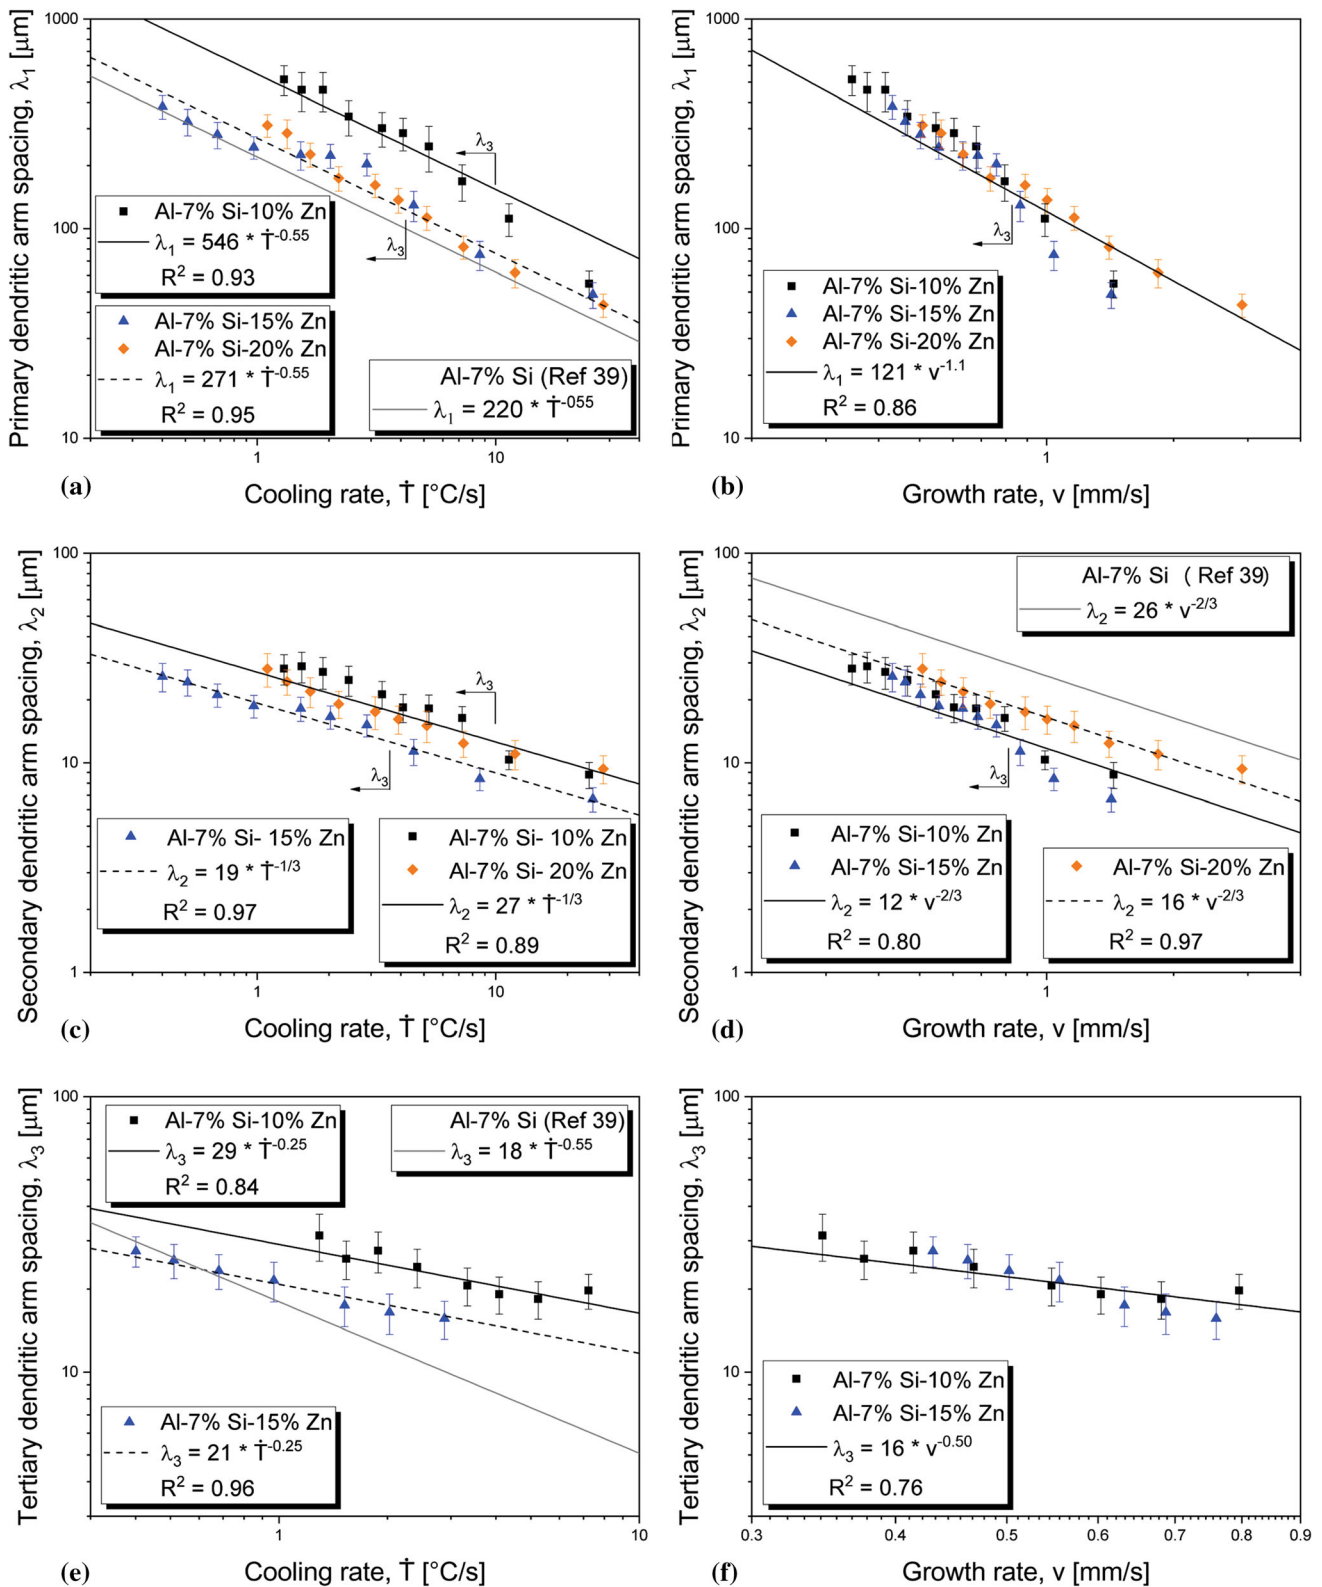 Primary dendritic arm spacing, λ₁ [μm]
1000
100
10
λ₃
λ₃
Al-7% Si-10% Zn
λ₁ = 546 * Ṫ^-0.55
R² = 0.93
Al-7% Si-15% Zn
Al-7% Si-20% Zn
λ₁ = 271 * Ṫ^-0.55
R² = 0.95
Al-7% Si (Ref 39)
λ₁ = 220 * Ṫ^-055
1
10
(a)
Cooling rate, Ṫ [°C/s]
Primary dendritic arm spacing, λ₁ [μm]
1000
100
10
λ₃
Al-7% Si-10% Zn
Al-7% Si-15% Zn
Al-7% Si-20% Zn
λ₁ = 121 * v^-1.1
R² = 0.86
1
(b)
Growth rate, v [mm/s]
Secondary dendritic arm spacing, λ₂ [μm]
100
10
1
λ₃
λ₃
Al-7% Si- 15% Zn
λ₂ = 19 * Ṫ^-1/3
R² = 0.97
Al-7% Si- 10% Zn
Al-7% Si- 20% Zn
λ₂ = 27 * Ṫ^-1/3
R² = 0.89
1
10
(c)
Cooling rate, Ṫ [°C/s]
Secondary dendritic arm spacing, λ₂ [μm]
100
10
1
Al-7% Si ( Ref 39)
λ₂ = 26 * v^-2/3
λ₃
Al-7% Si-10% Zn
Al-7% Si-15% Zn
λ₂ = 12 * v^-2/3
R² = 0.80
Al-7% Si-20% Zn
λ₂ = 16 * v^-2/3
R² = 0.97
1
(d)
Growth rate, v [mm/s]
Tertiary dendritic arm spacing, λ₃ [μm]
100
10
Al-7% Si-10% Zn
λ₃ = 29 * Ṫ^-0.25
R² = 0.84
Al-7% Si (Ref 39)
λ₃ = 18 * Ṫ^-0.55
Al-7% Si-15% Zn
λ₃ = 21 * Ṫ^-0.25
R² = 0.96
1
10
(e)
Cooling rate, Ṫ [°C/s]
Tertiary dendritic arm spacing, λ₃ [μm]
100
10
Al-7% Si-10% Zn
Al-7% Si-15% Zn
λ₃ = 16 * v^-0.50
R² = 0.76
0.3
0.4
0.5
0.6
0.7
0.8
0.9
(f)
Growth rate, v [mm/s]